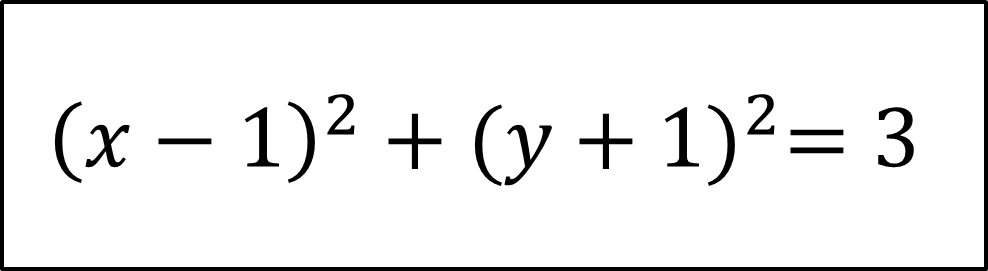 (x − 1)² + (y + 1)² = 3